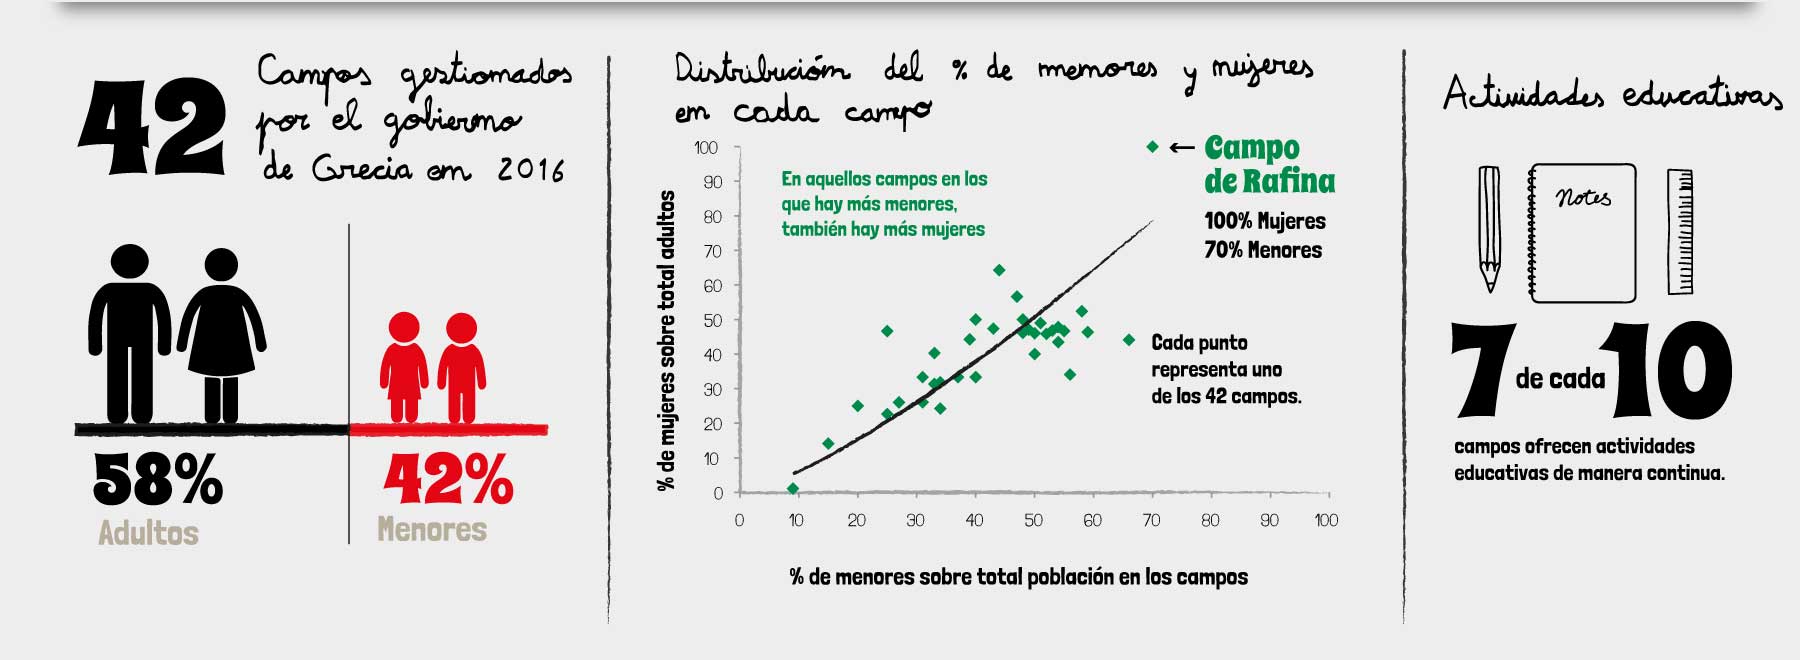 42
Campos gestionados
por el gobierno
de Grecia en 2016
58%
Adultos
42%
Menores
Distribución del % de menores y mujeres
en cada campo
% de mujeres sobre total adultos
100
90
80
70
60
50
40
30
20
10
0
En aquellos campos en los
que hay más menores,
también hay más mujeres
Campo
de Rafina
100% Mujeres
70% Menores
Cada punto
representa uno
de los 42 campos.
0 10 20 30 40 50 60 70 80 90 100
% de menores sobre total población en los campos
Actividades educativas
Notes
7 de cada 10
campos ofrecen actividades
educativas de manera continua.